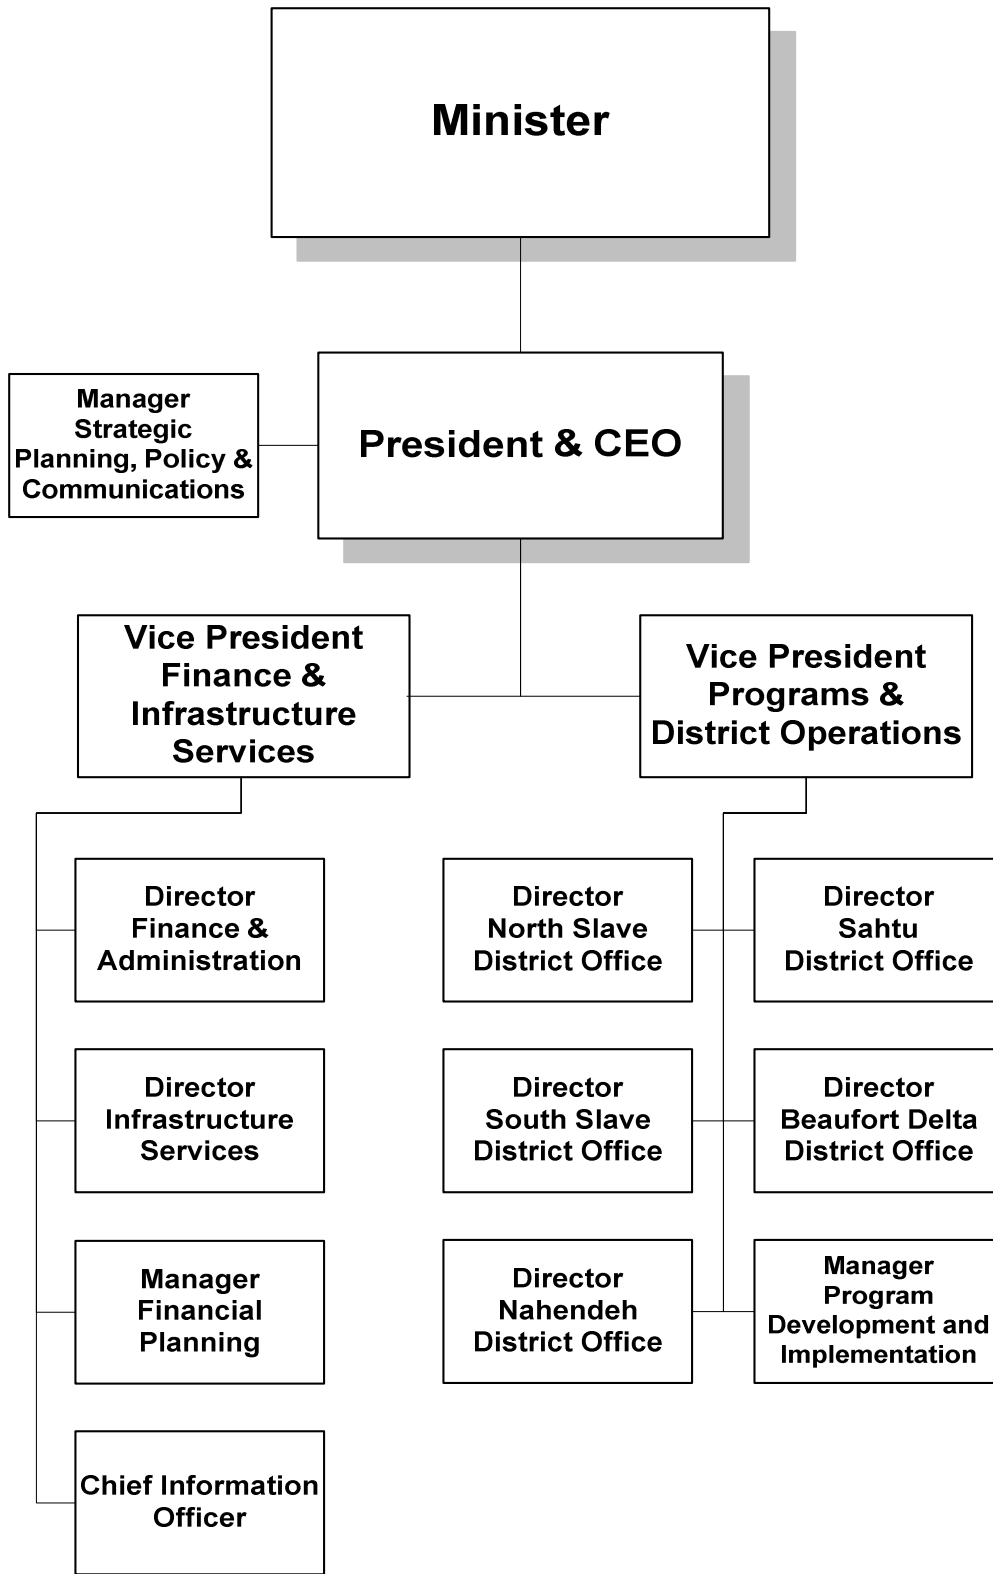 Minister
Manager
Strategic
Planning, Policy &
Communications
President & CEO
Vice President
Finance &
Infrastructure
Services
Vice President
Programs &
District Operations
Director
Finance &
Administration
Director
North Slave
District Office
Director
Sahtu
District Office
Director
Infrastructure
Services
Director
South Slave
District Office
Director
Beaufort Delta
District Office
Manager
Financial
Planning
Director
Nahendeh
District Office
Manager
Program
Development and
Implementation
Chief Information
Officer